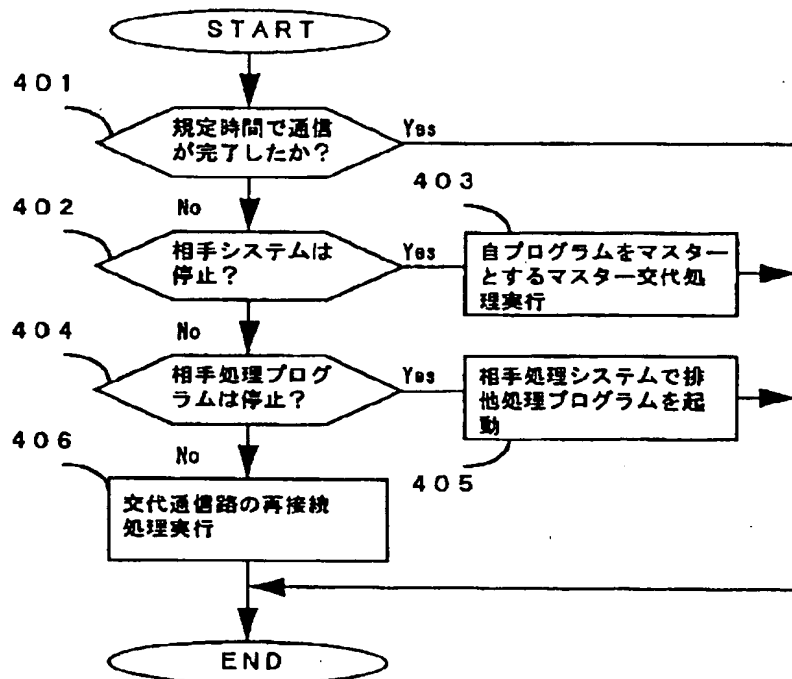 START
401
規定時間で通信
が完了したか？
Yes
403
No
402
相手システムは
停止？
Yes
自プログラムをマスター
とするマスター交代処
理実行
No
404
相手処理プログ
ラムは停止？
Yes
相手処理システムで排
他処理プログラムを起
動
405
No
406
交代通信路の再接続
処理実行
END